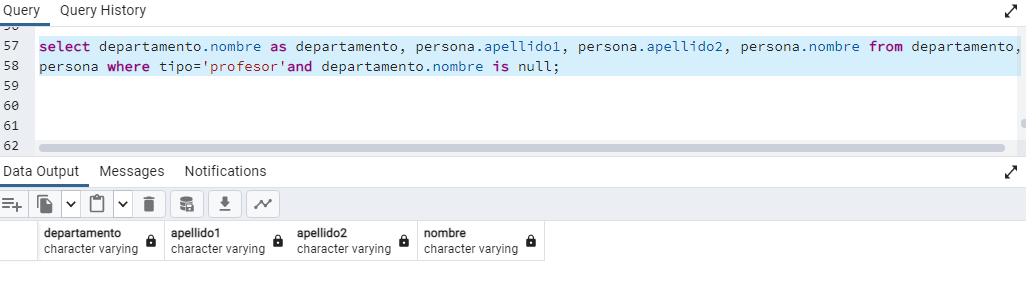 Query Query History
56
57 select departamento.nombre as departamento, persona.apellido1, persona.apellido2, persona.nombre from departamento,
58 persona where tipo='profesor'and departamento.nombre is null;
59
60
61
62
Data Output Messages Notifications
departamento apellido1 apellido2 nombre
character varying character varying character varying character varying